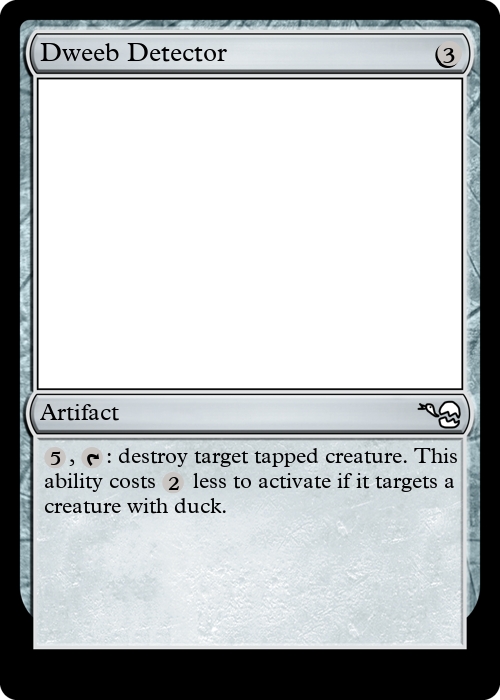 Dweeb Detector 3
Artifact
5, : destroy target tapped creature. This
ability costs 2 less to activate if it targets a
creature with duck.